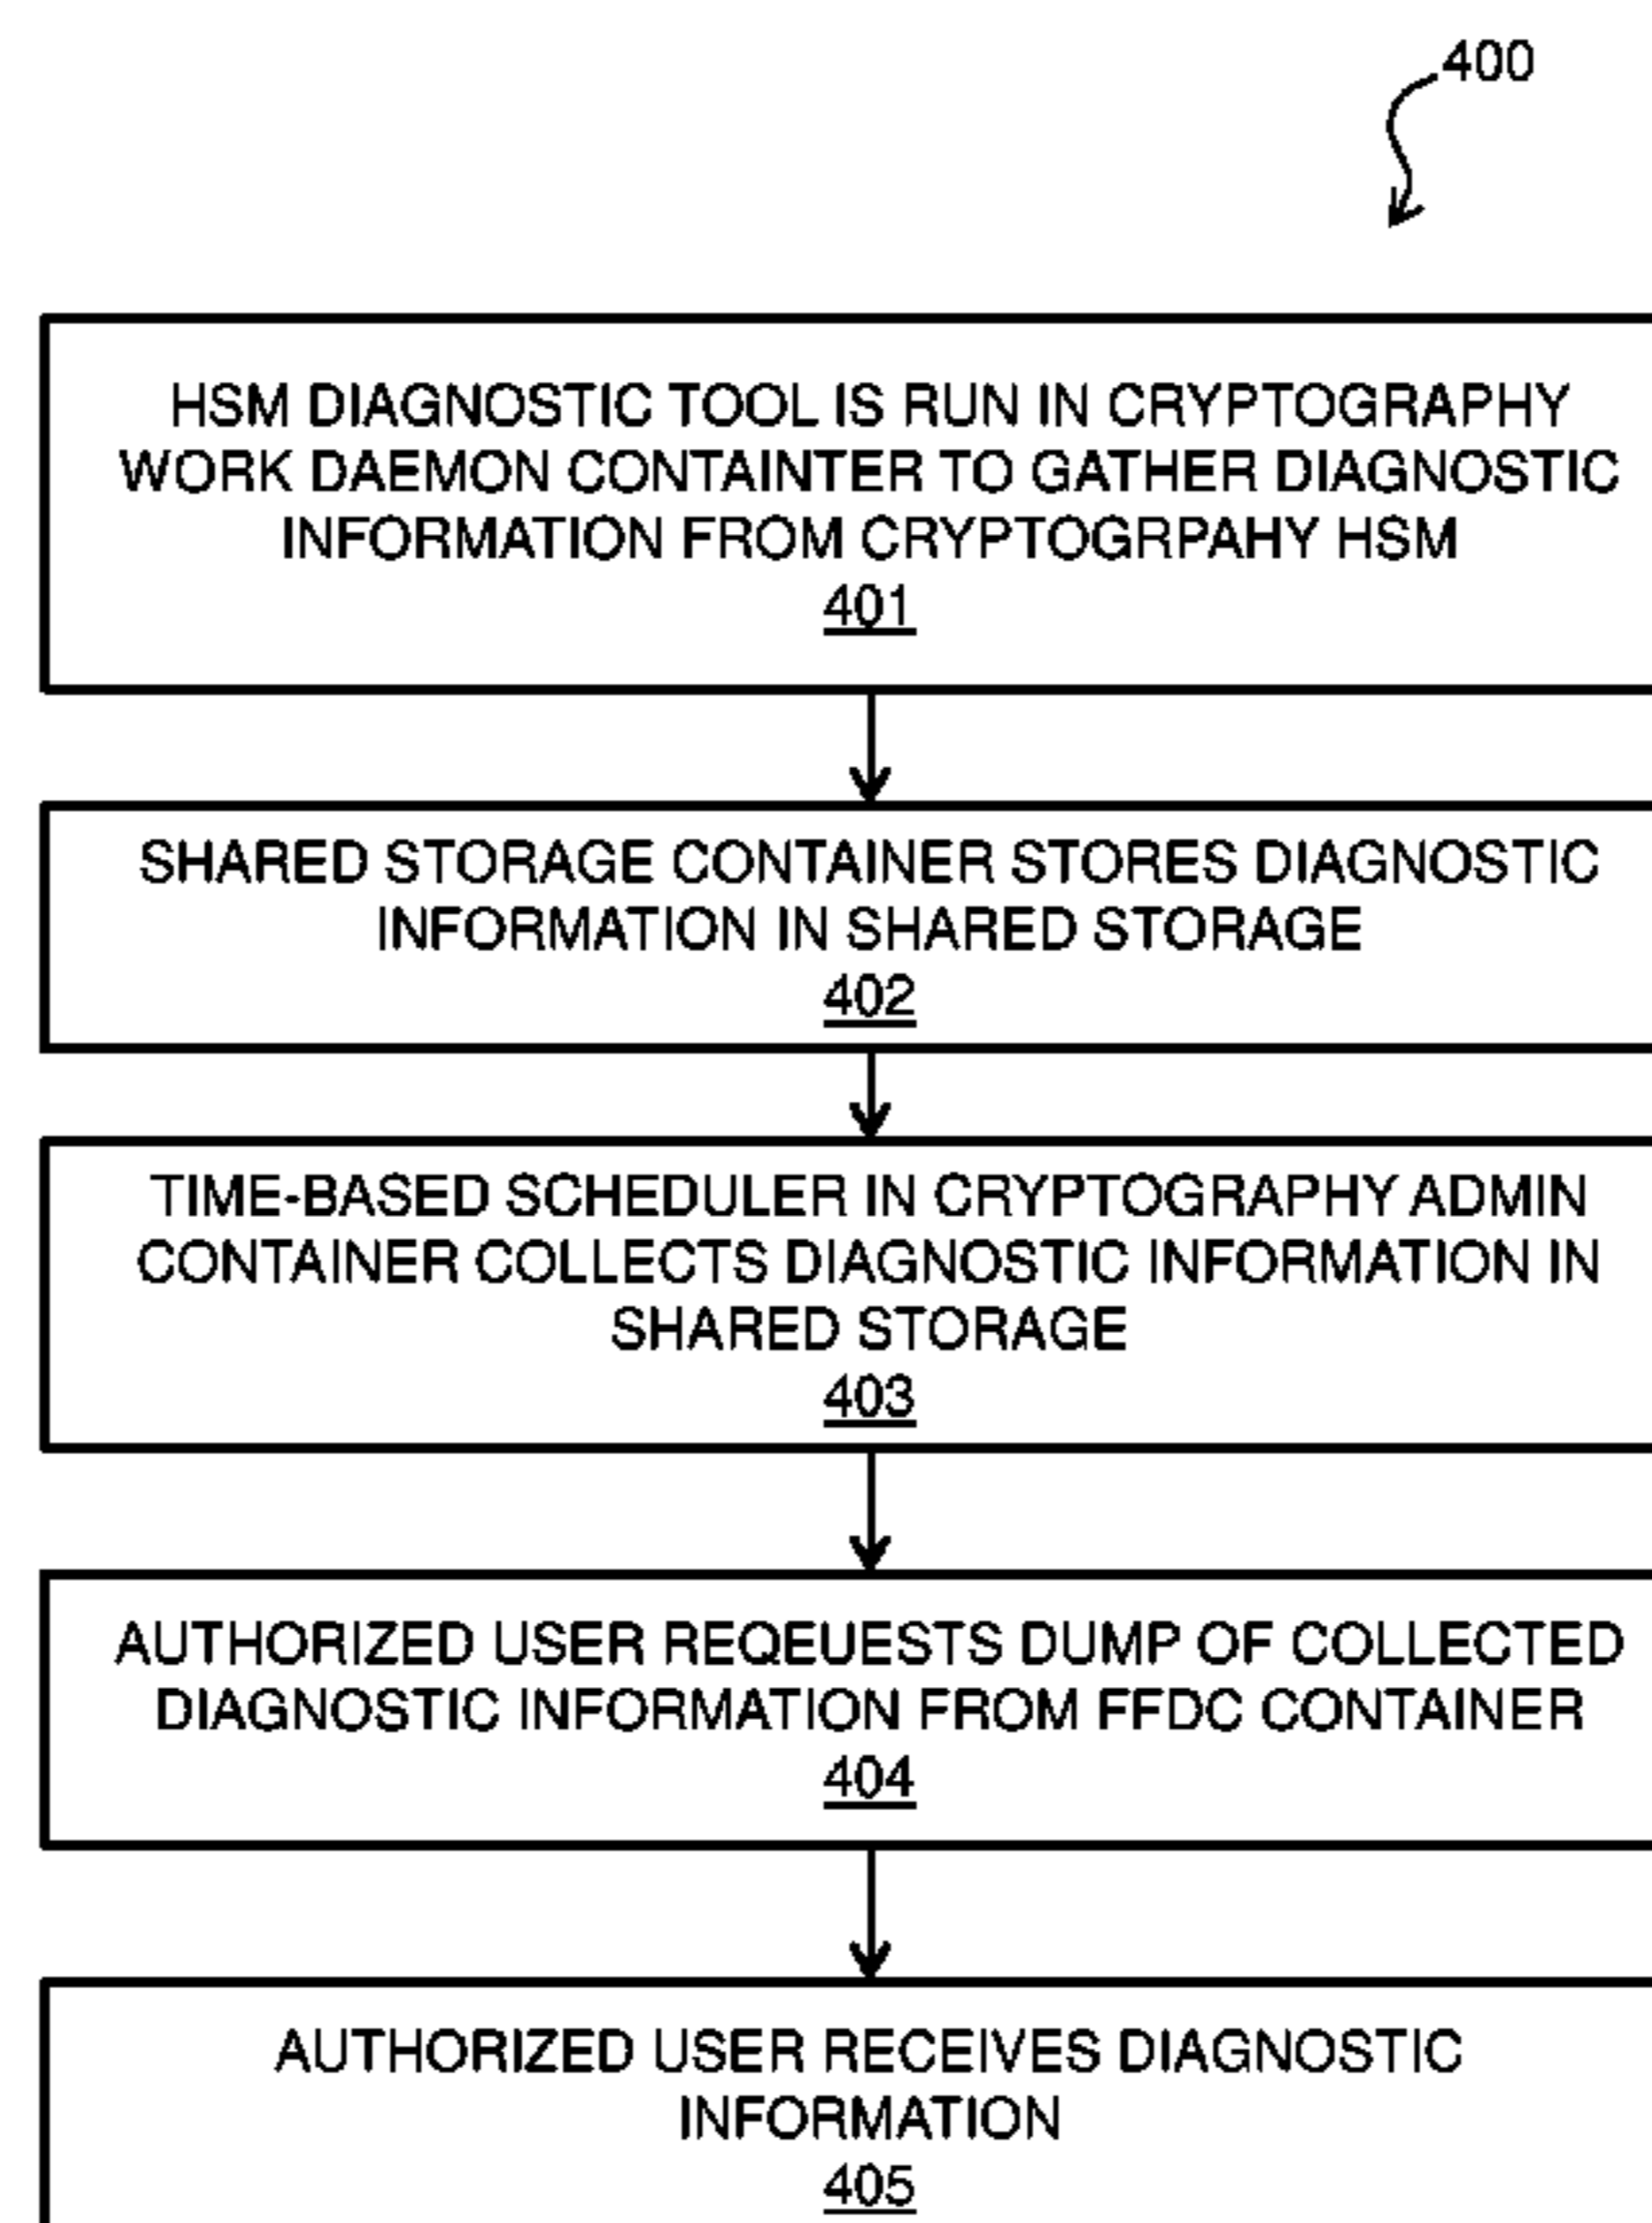 400
HSM DIAGNOSTIC TOOL IS RUN IN CRYPTOGRAPHY
WORK DAEMON CONTAINTER TO GATHER DIAGNOSTIC
INFORMATION FROM CRYPTOGRPAHY HSM
401
SHARED STORAGE CONTAINER STORES DIAGNOSTIC
INFORMATION IN SHARED STORAGE
402
TIME-BASED SCHEDULER IN CRYPTOGRAPHY ADMIN
CONTAINER COLLECTS DIAGNOSTIC INFORMATION IN
SHARED STORAGE
403
AUTHORIZED USER REQEUESTS DUMP OF COLLECTED
DIAGNOSTIC INFORMATION FROM FFDC CONTAINER
404
AUTHORIZED USER RECEIVES DIAGNOSTIC
INFORMATION
405